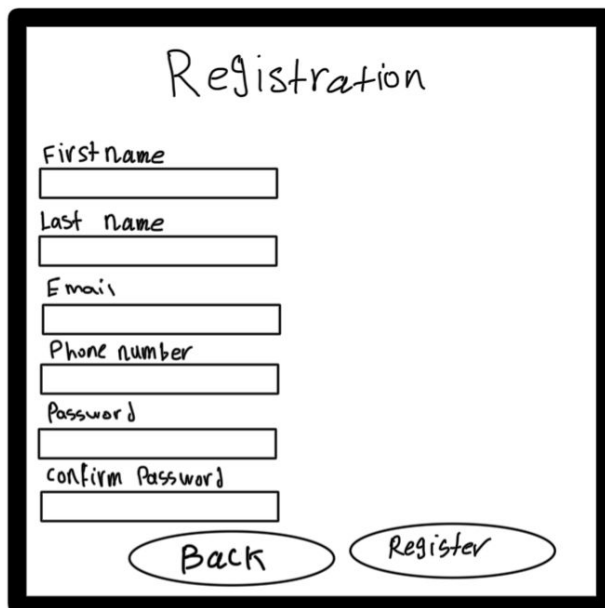 Registration
First name
Last name
Email
Phone number
Password
confirm Password
Back
Register